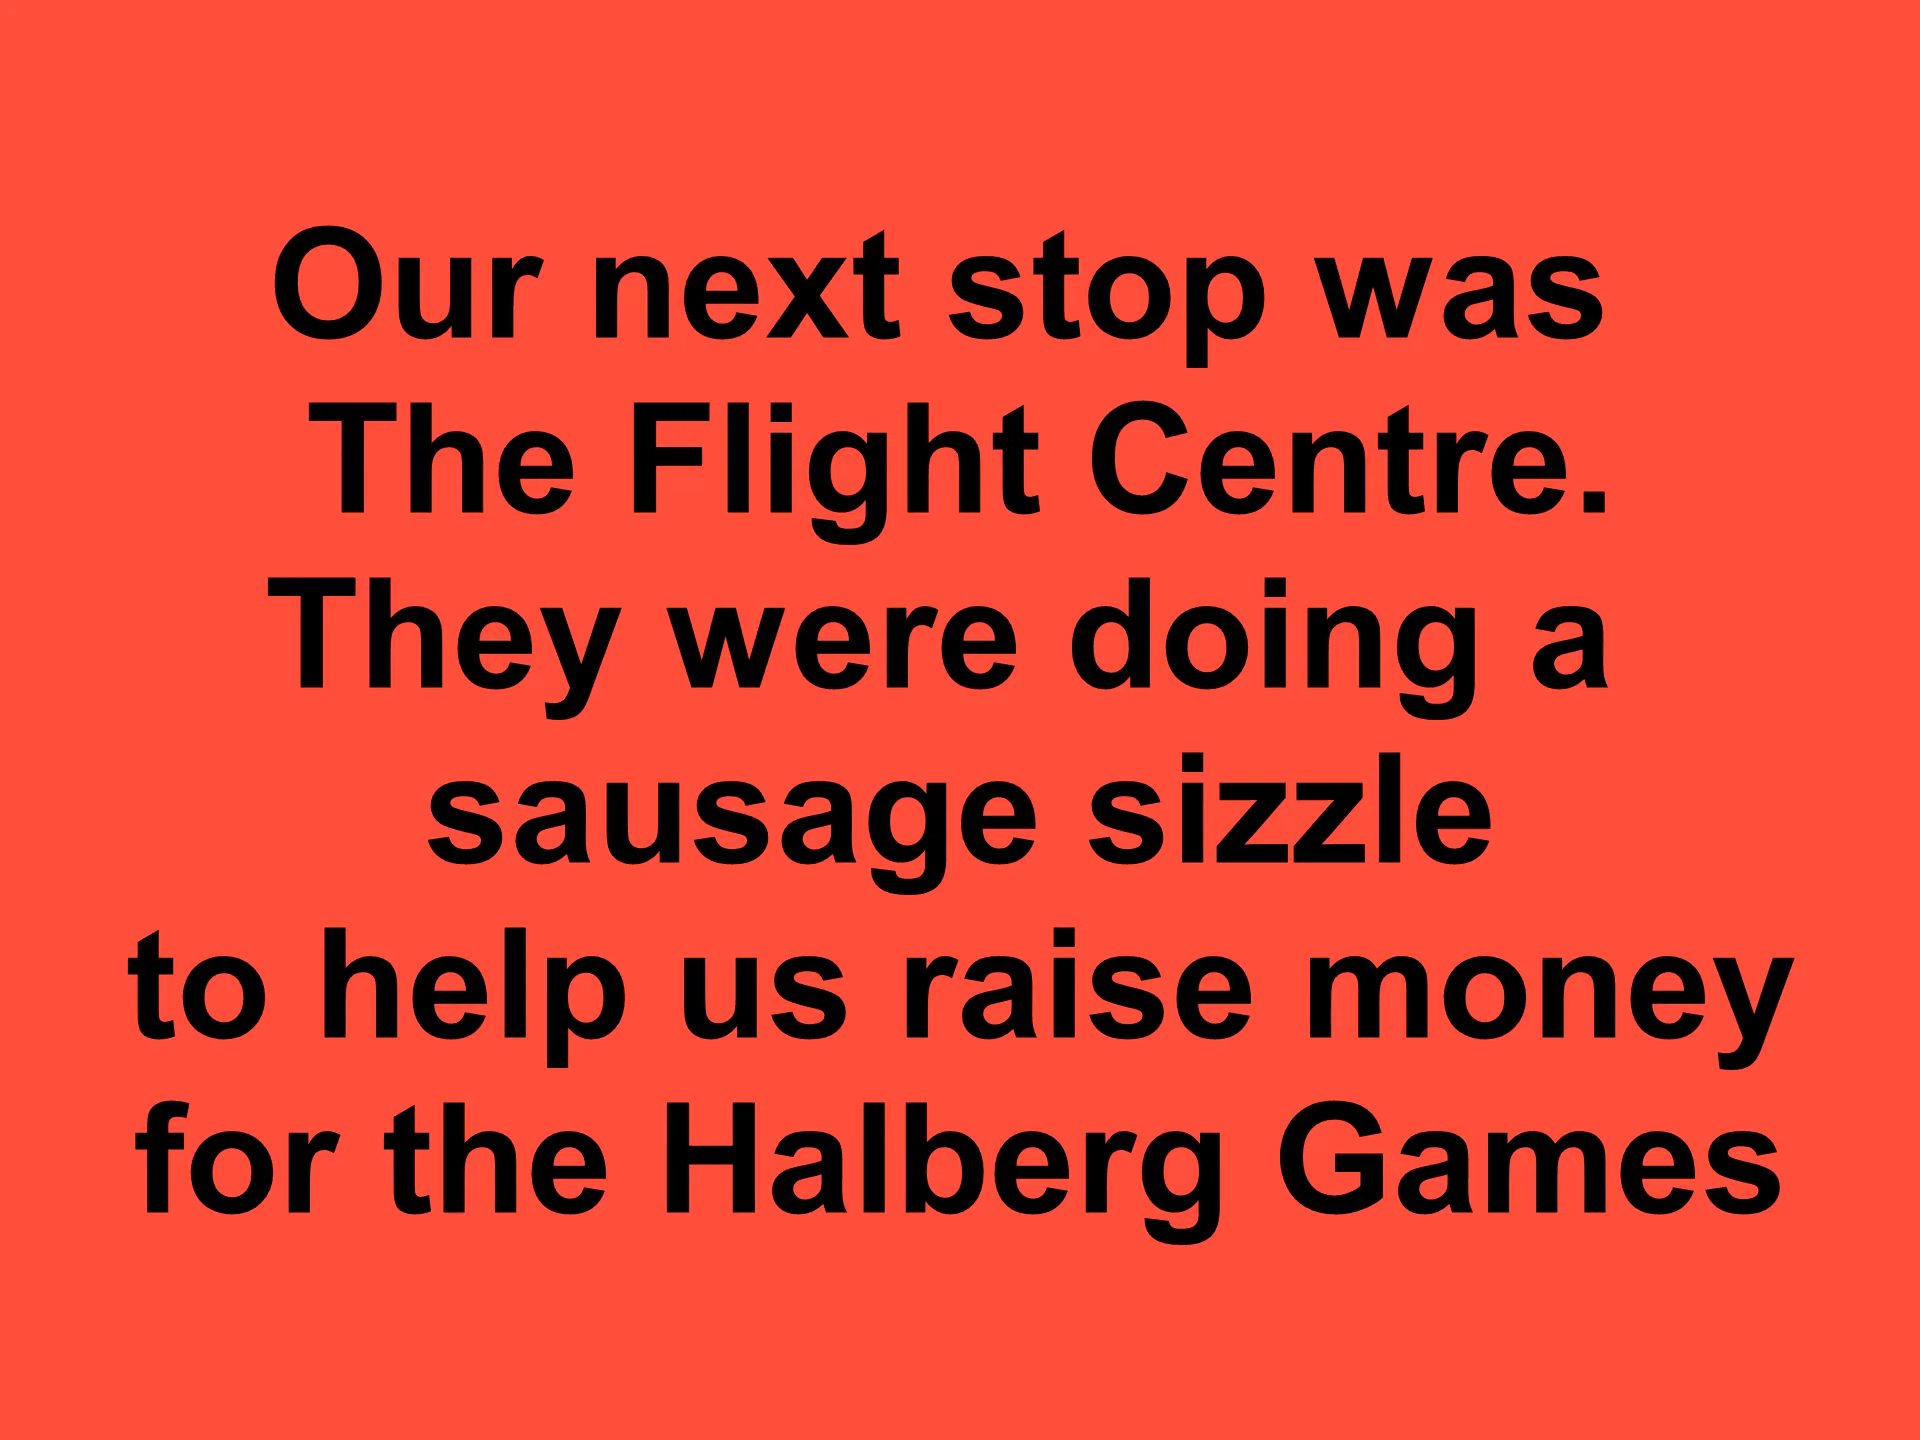 Our next stop was
The Flight Centre.
They were doing a
sausage sizzle
to help us raise money
for the Halberg Games